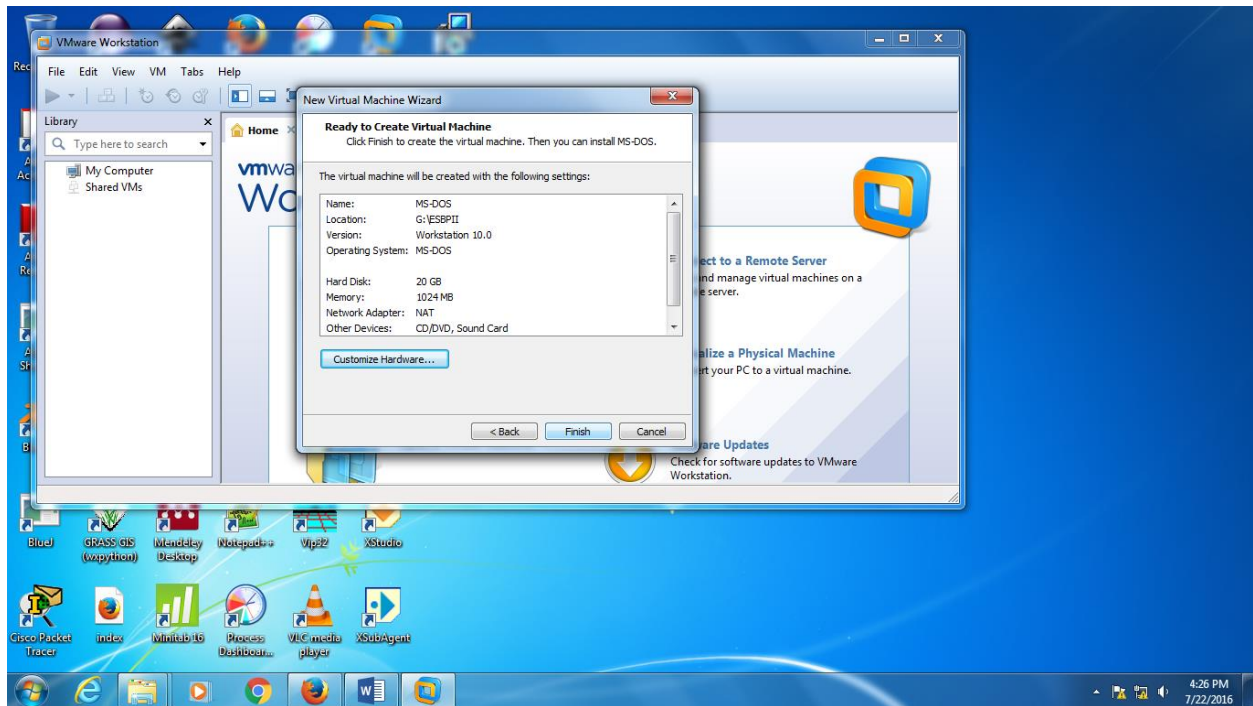 VMware Workstation
File Edit View VM Tabs Help
Library x
Type here to search
My Computer
Shared VMs
Home
vmwa
Wo
New Virtual Machine Wizard
Ready to Create Virtual Machine
Click Finish to create the virtual machine. Then you can install MS-DOS.
The virtual machine will be created with the following settings:
Name: MS-DOS
Location: G:\ESBPII
Version: Workstation 10.0
Operating System: MS-DOS
Hard Disk: 20 GB
Memory: 1024 MB
Network Adapter: NAT
Other Devices: CD/DVD, Sound Card
Customize Hardware...
< Back Finish Cancel
ect to a Remote Server
nd manage virtual machines on a
e server.
alize a Physical Machine
rt your PC to a virtual machine.
are Updates
Check for software updates to VMware
Workstation.
BlueJ
GRASS GIS
(wxpython)
Mendeley
Desktop
Notepad++
Vip32
XStudio
Cisco Packet
Tracer
index
Minitab 16
Process
Dashboar...
VLC media
player
XSubAgent
4:26 PM
7/22/2016